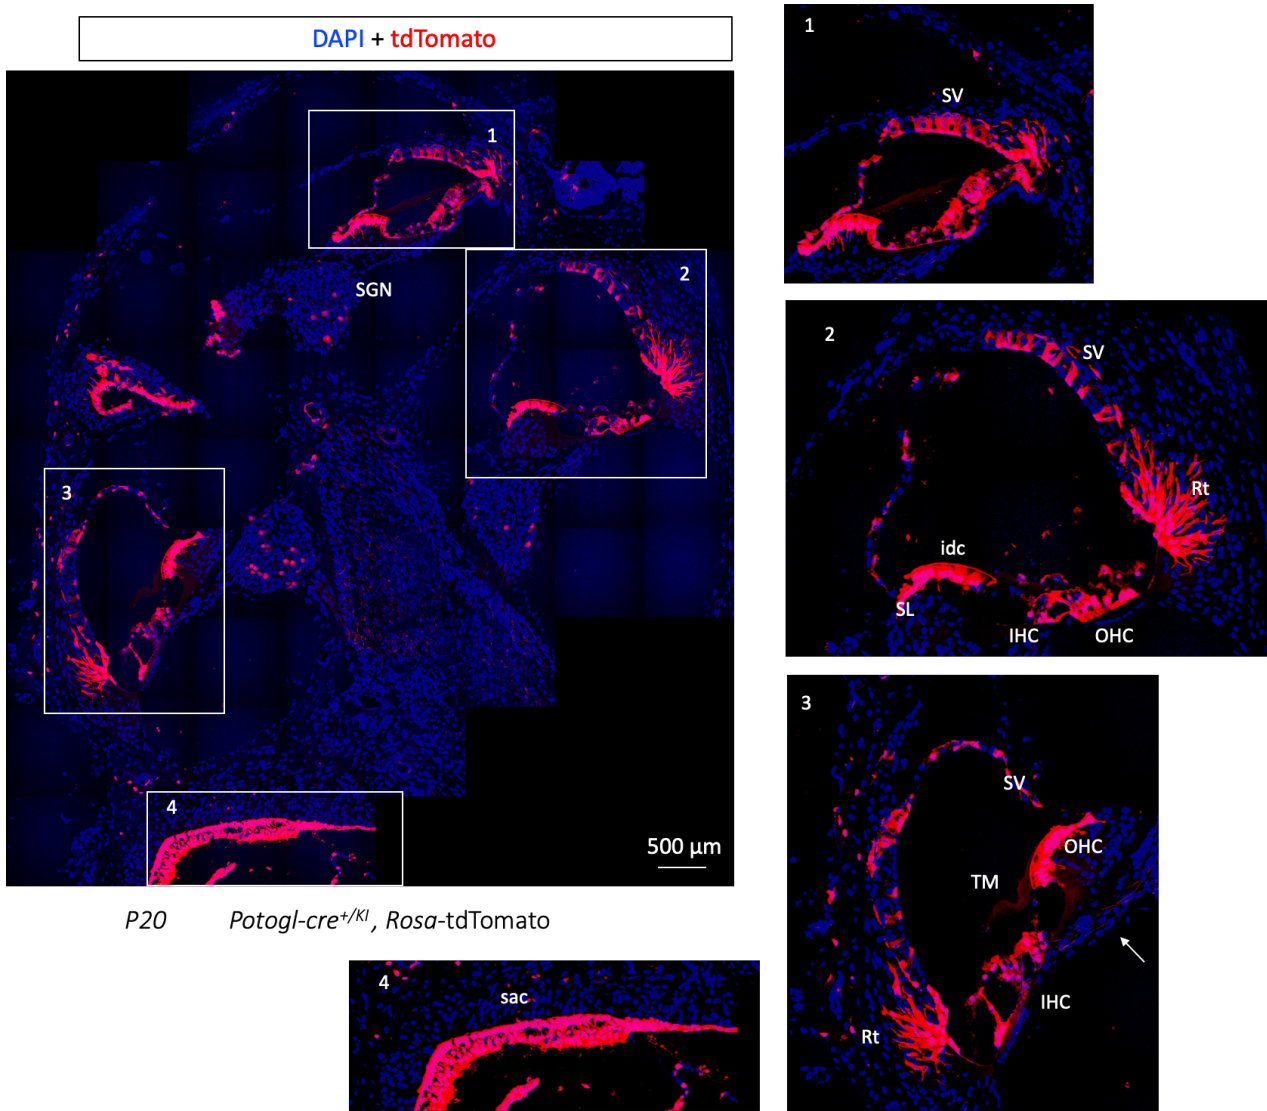 DAPI + tdTomato
1
2
SGN
3
4
500 µm
P20 Potogl-cre+/KI, Rosa-tdTomato
1
SV
2
SV
Rt
idc
SL
IHC
OHC
3
SV
OHC
TM
IHC
Rt
4
sac